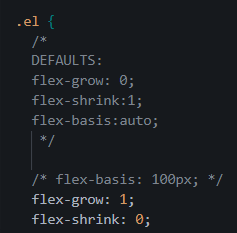 .el {
/*
DEFAULTS:
flex-grow: 0;
flex-shrink:1;
flex-basis:auto;
*/
/* flex-basis: 100px; */
flex-grow: 1;
flex-shrink: 0;